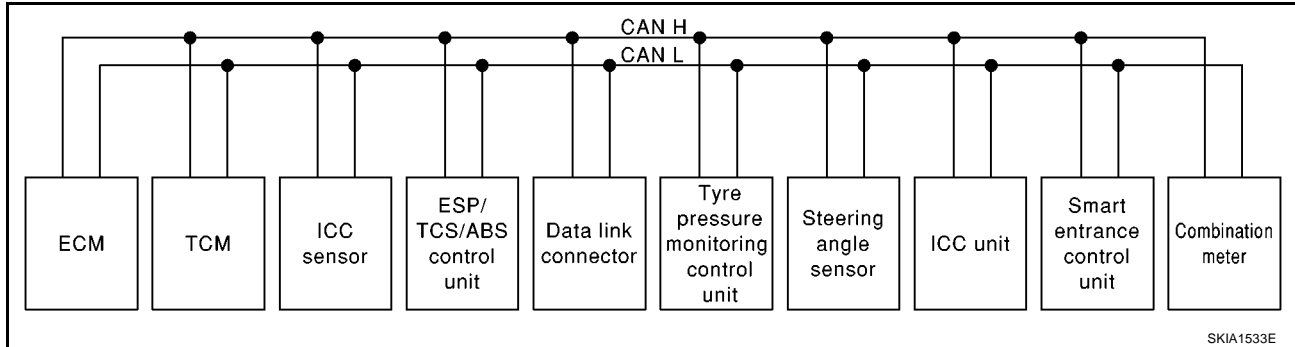 CAN H
CAN L
ECM
TCM
ICC
sensor
ESP/
TCS/ABS
control
unit
Data link
connector
Tyre
pressure
monitoring
control
unit
Steering
angle
sensor
ICC unit
Smart
entrance
control
unit
Combination
meter
SKIA1533E